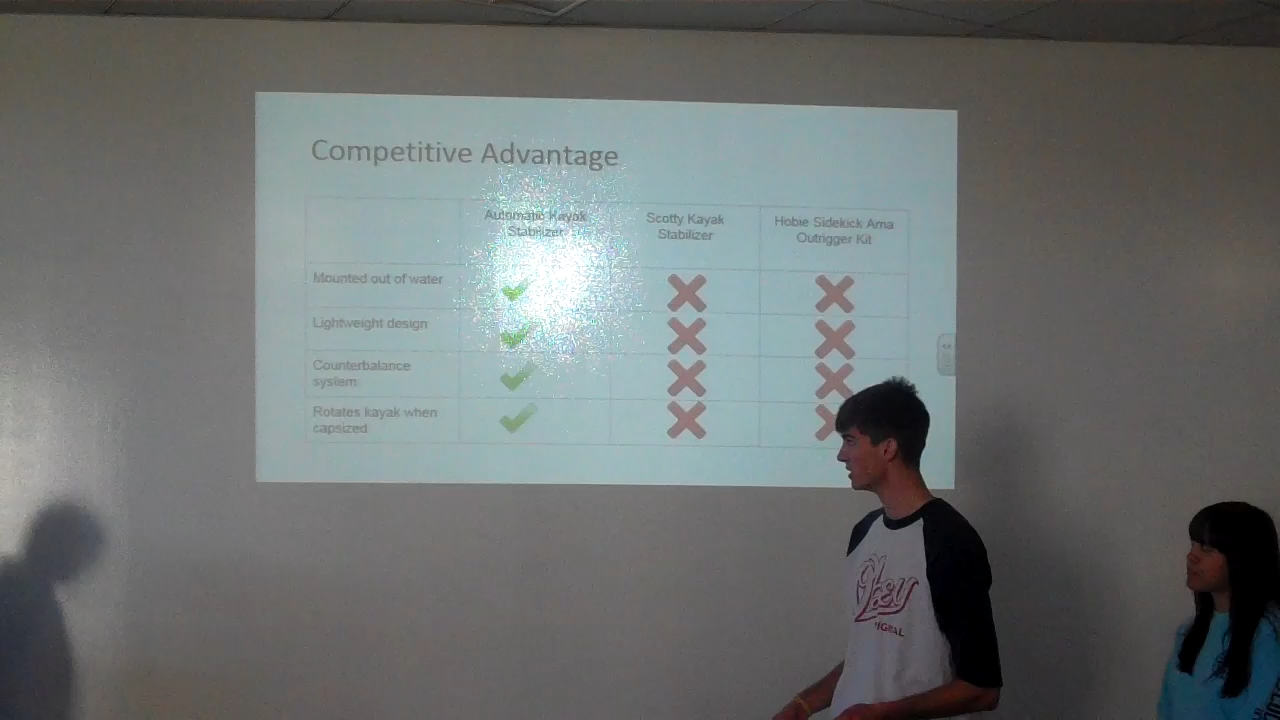 Competitive Advantage
Automatic Kayak
Stabilizer
Scotty Kayak
Stabilizer
Hobie Sidekick Ama
Outrigger Kit
Mounted out of water
Lightweight design
Counterbalance
system
Rotates kayak when
capsized